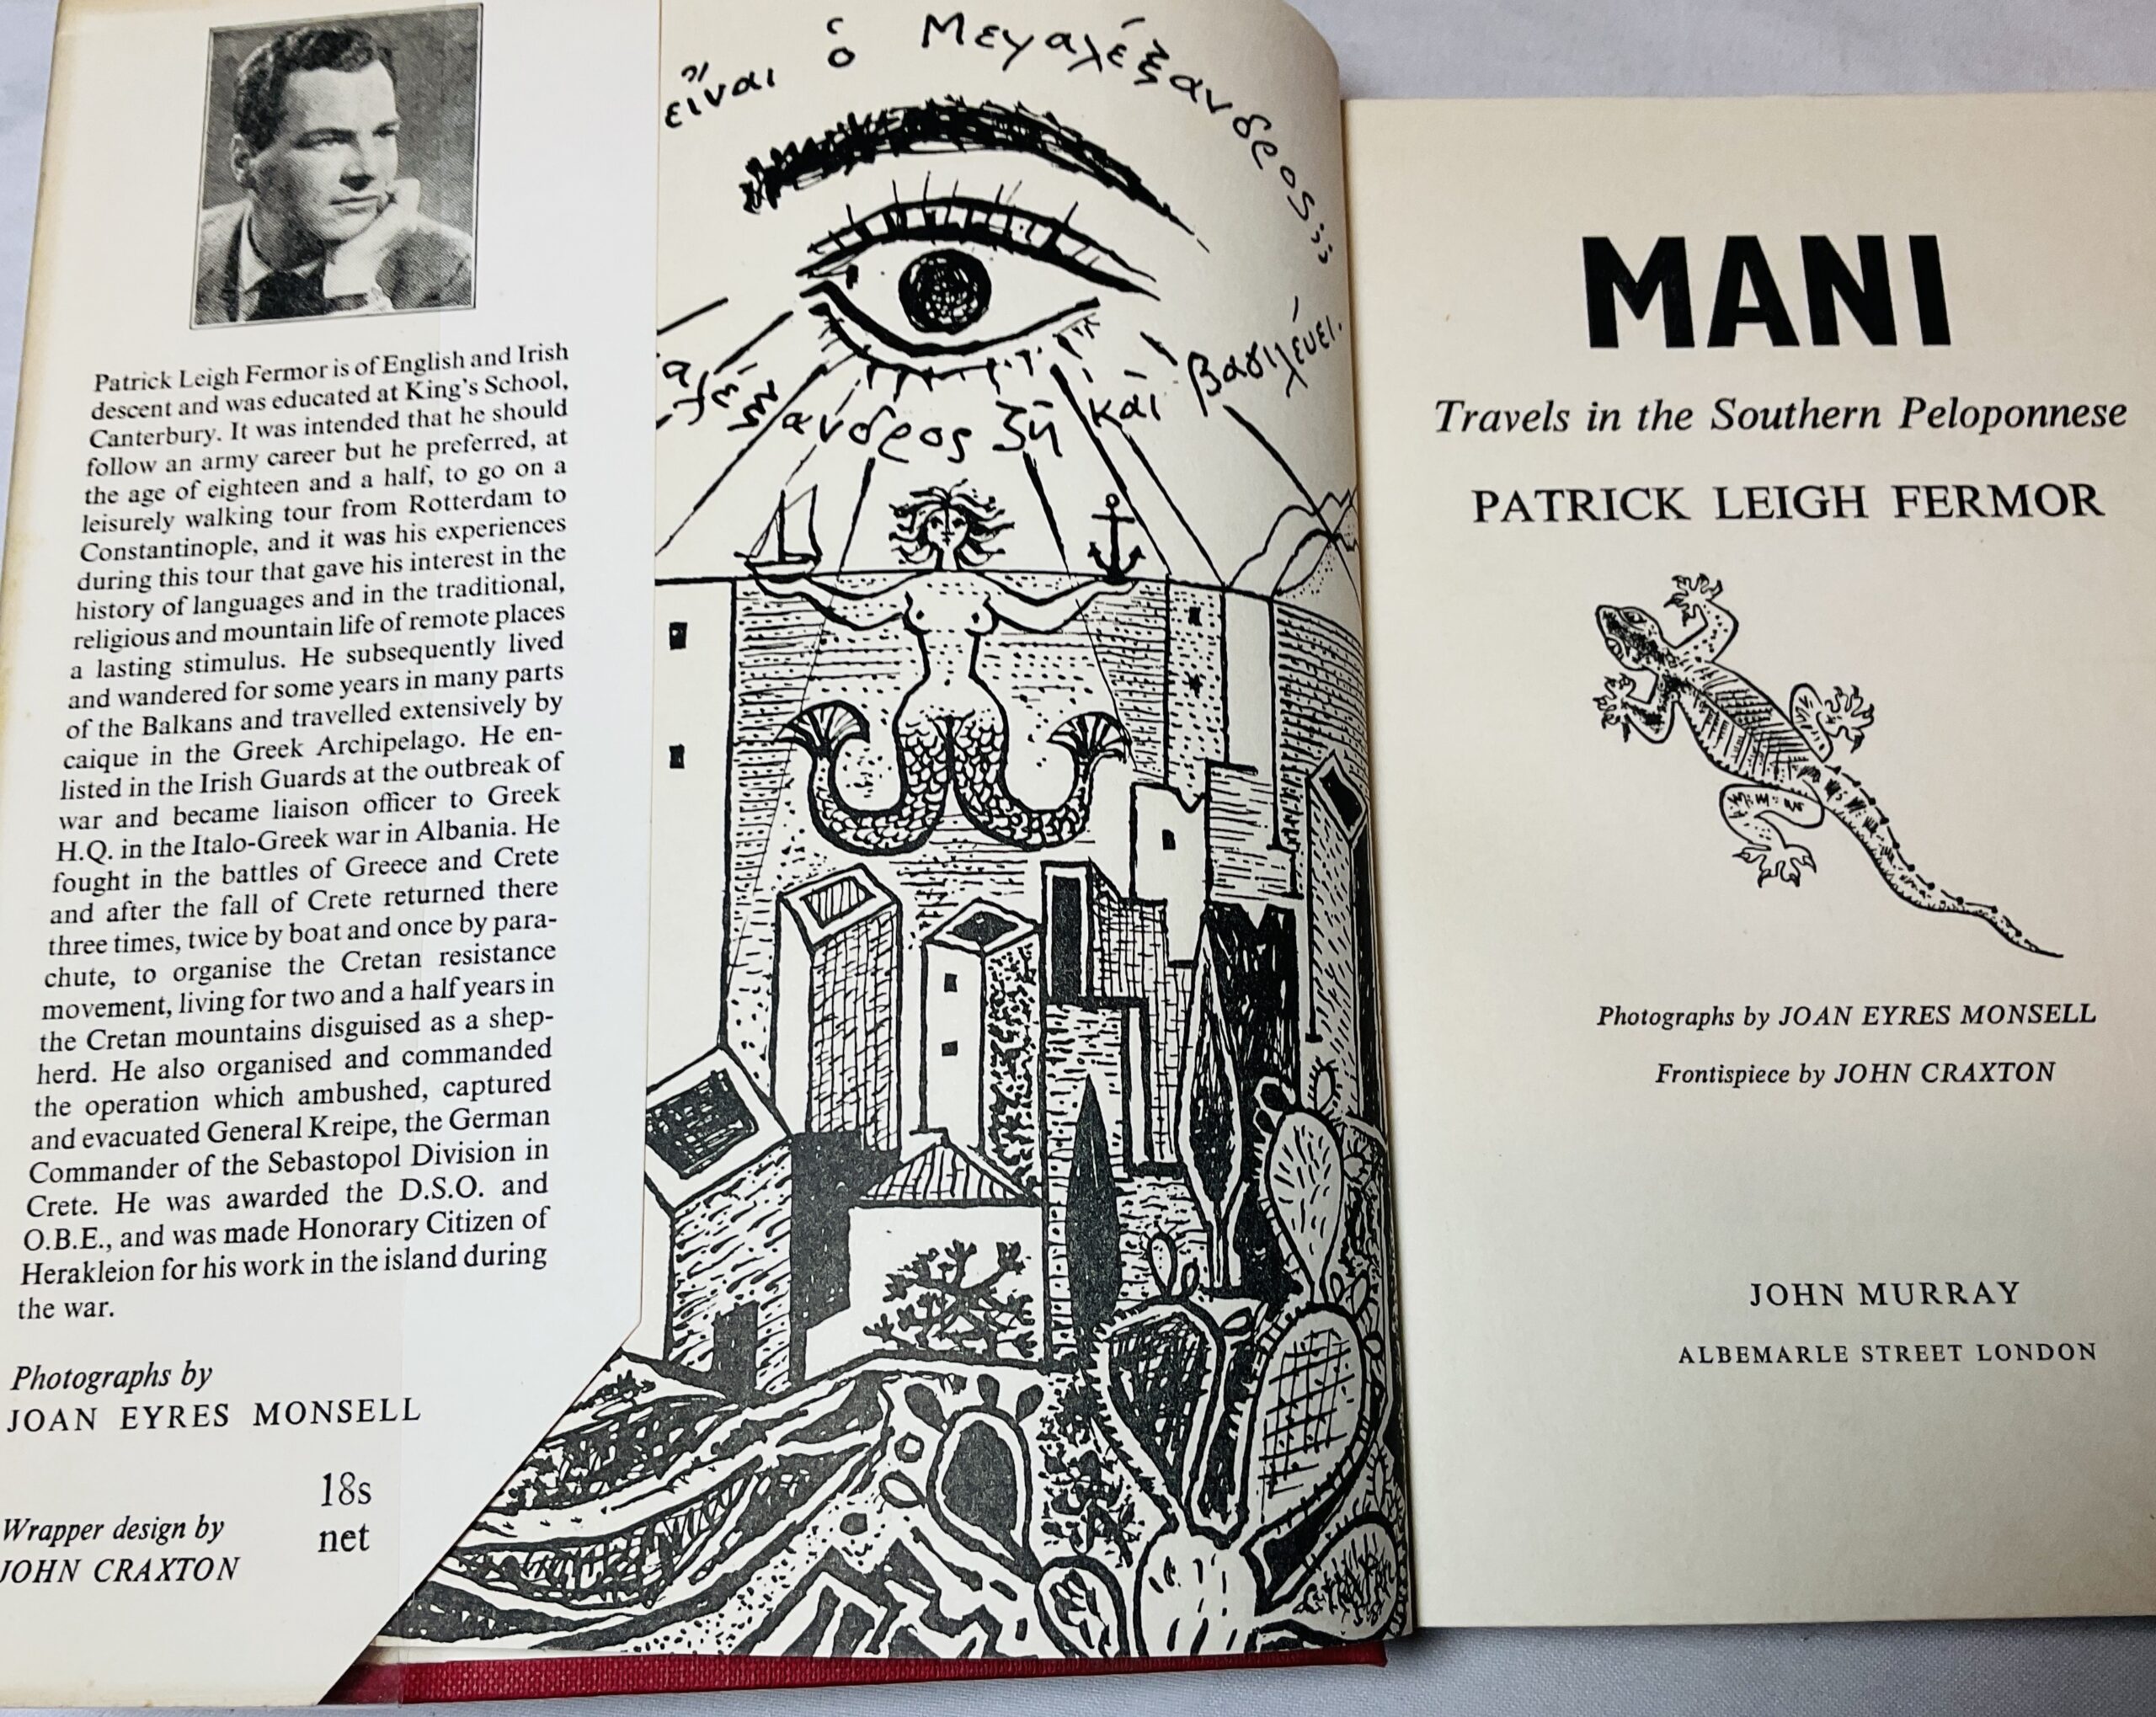 Patrick Leigh Fermor is of English and Irish
descent and was educated at King's School,
Canterbury. It was intended that he should
follow an army career but he preferred, at
the age of eighteen and a half, to go on a
leisurely walking tour from Rotterdam to
Constantinople, and it was his experiences
during this tour that gave his interest in the
history of languages and in the traditional,
religious and mountain life of remote places
a lasting stimulus. He subsequently lived
and wandered for some years in many parts
of the Balkans and travelled extensively by
caique in the Greek Archipelago. He en-
listed in the Irish Guards at the outbreak of
war and became liaison officer to Greek
H.Q. in the Italo-Greek war in Albania. He
fought in the battles of Greece and Crete
and after the fall of Crete returned there
three times, twice by boat and once by para-
chute, to organise the Cretan resistance
movement, living for two and a half years in
the Cretan mountains disguised as a shep-
herd. He also organised and commanded
the operation which ambushed, captured
and evacuated General Kreipe, the German
Commander of the Sebastopol Division in
Crete. He was awarded the D.S.O. and
O.B.E., and was made Honorary Citizen of
Herakleion for his work in the island during
the war.
Photographs by
JOAN EYRES MONSELL
18s
net
Wrapper design by
JOHN CRAXTON
εἶναι ὁ Μεγαλέξανδρος;;;
αλέξανδρος ζῆ καὶ βασιλέυει.
MANI
Travels in the Southern Peloponnese
PATRICK LEIGH FERMOR
Photographs by JOAN EYRES MONSELL
Frontispiece by JOHN CRAXTON
JOHN MURRAY
ALBEMARLE STREET LONDON